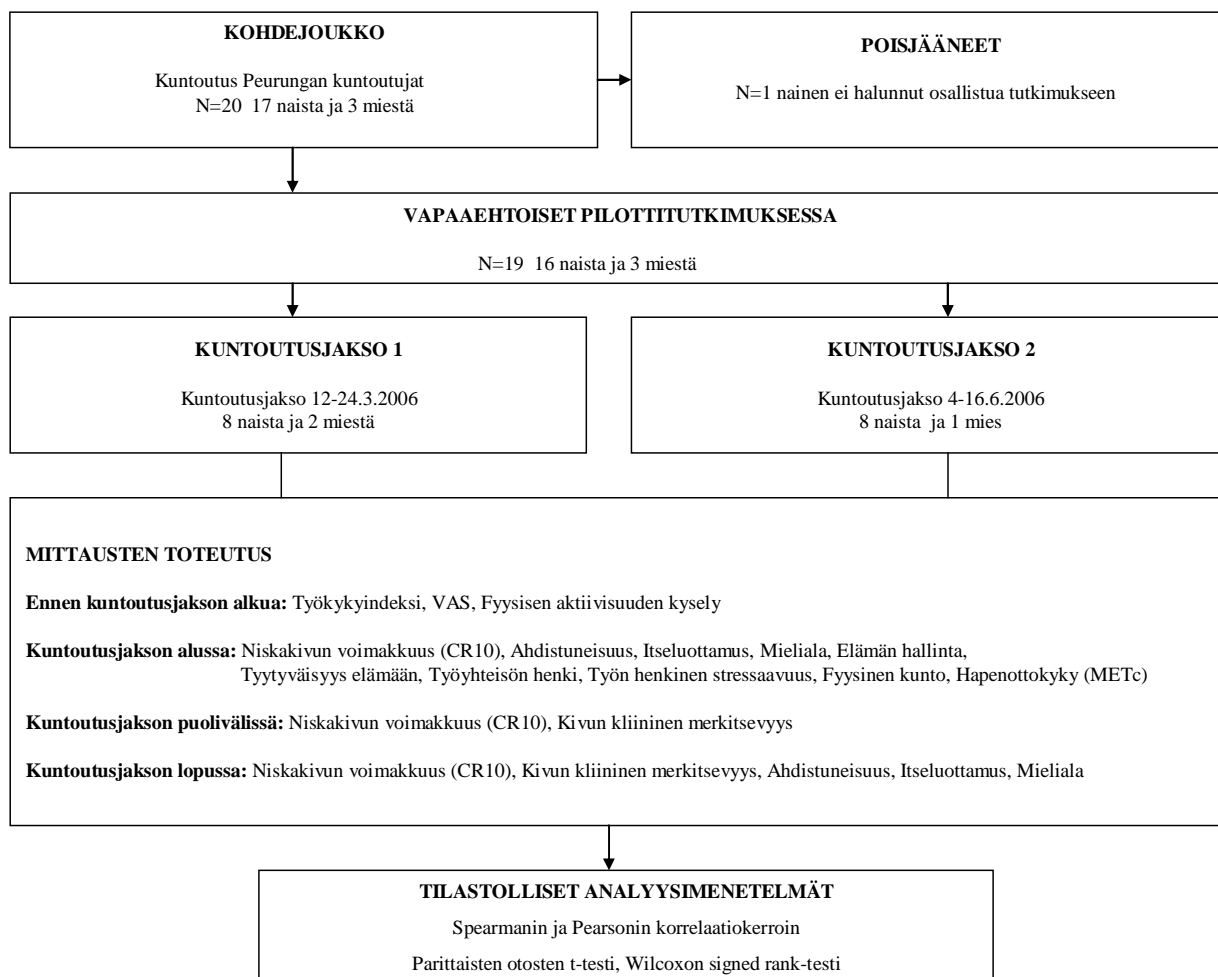 KOHDEJOUKKO
Kuntoutus Peurungan kuntoutujat
N=20 17 naista ja 3 miestä
POISJÄÄNEET
N=1 nainen ei halunnut osallistua tutkimukseen
VAPAAEHTOISET PILOTTITUTKIMUKSESSA
N=19 16 naista ja 3 miestä
KUNTOUTUSJAKSO 1
Kuntoutusjakso 12-24.3.2006
8 naista ja 2 miestä
KUNTOUTUSJAKSO 2
Kuntoutusjakso 4-16.6.2006
8 naista ja 1 mies
MITTAUSTEN TOTEUTUS
Ennen kuntoutusjakson alkua: Työkykyindeksi, VAS, Fyysisen aktiivisuuden kysely
Kuntoutusjakson alussa: Niskakivun voimakkuus (CR10), Ahdistuneisuus, Itseluottamus, Mieliala, Elämän hallinta,
Tyytyväisyys elämään, Työyhteisön henki, Työn henkinen stressaavuus, Fyysinen kunto, Hapenottokyky (METc)
Kuntoutusjakson puolivälissä: Niskakivun voimakkuus (CR10), Kivun kliininen merkitsevyys
Kuntoutusjakson lopussa: Niskakivun voimakkuus (CR10), Kivun kliininen merkitsevyys, Ahdistuneisuus, Itseluottamus, Mieliala
TILASTOLLISET ANALYYSIMENETELMÄT
Spearmanin ja Pearsonin korrelaatiokerroin
Parittaisten otosten t-testi, Wilcoxon signed rank-testi